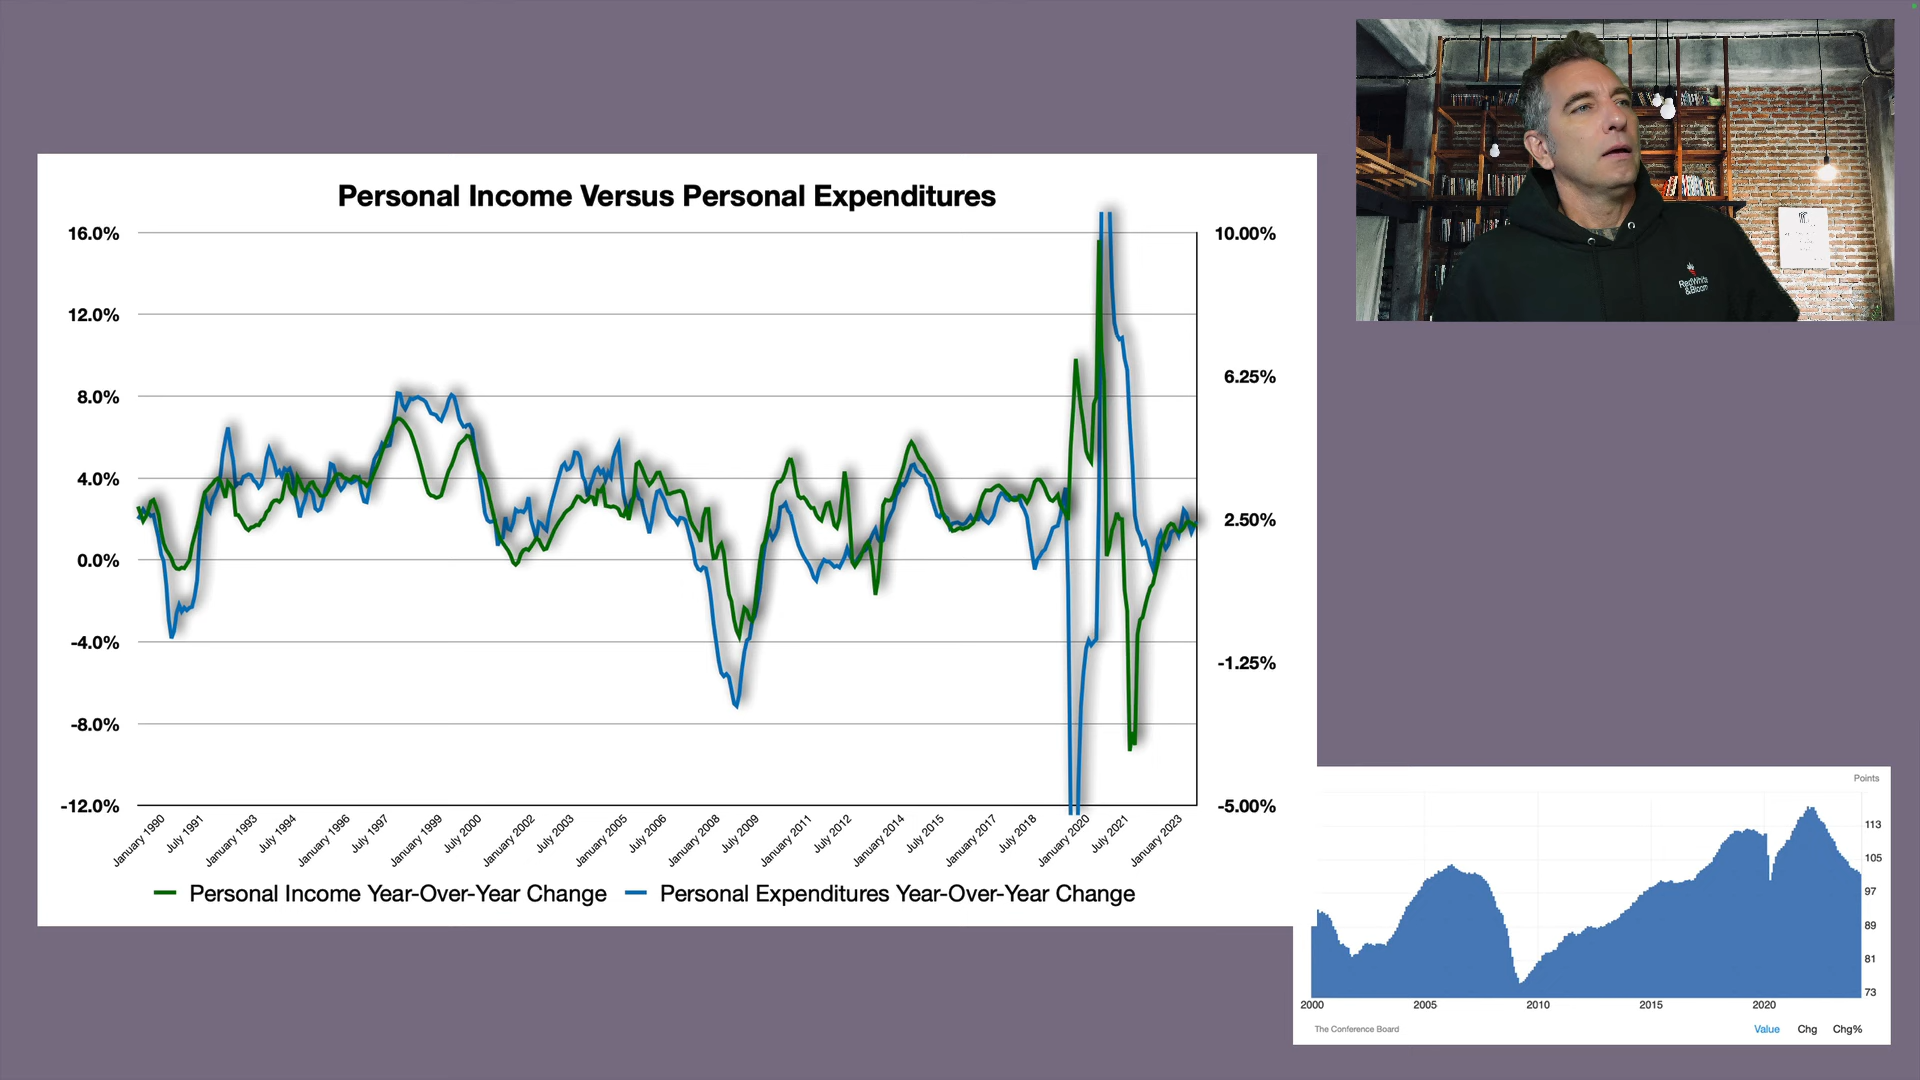 Personal Income Versus Personal Expenditures
16.0%
12.0%
8.0%
4.0%
0.0%
-4.0%
-8.0%
-12.0%
10.00%
6.25%
2.50%
-1.25%
-5.00%
January 1990
July 1991
January 1993
July 1994
January 1996
July 1997
January 1999
July 2000
January 2002
July 2003
January 2005
July 2006
January 2008
July 2009
January 2011
July 2012
January 2014
July 2015
January 2017
July 2018
January 2020
July 2021
January 2023
Personal Income Year-Over-Year Change
Personal Expenditures Year-Over-Year Change
RedWhite
&Bloom
Points
113
105
97
89
81
73
2000 2005 2010 2015 2020
The Conference Board
Value Chg Chg%